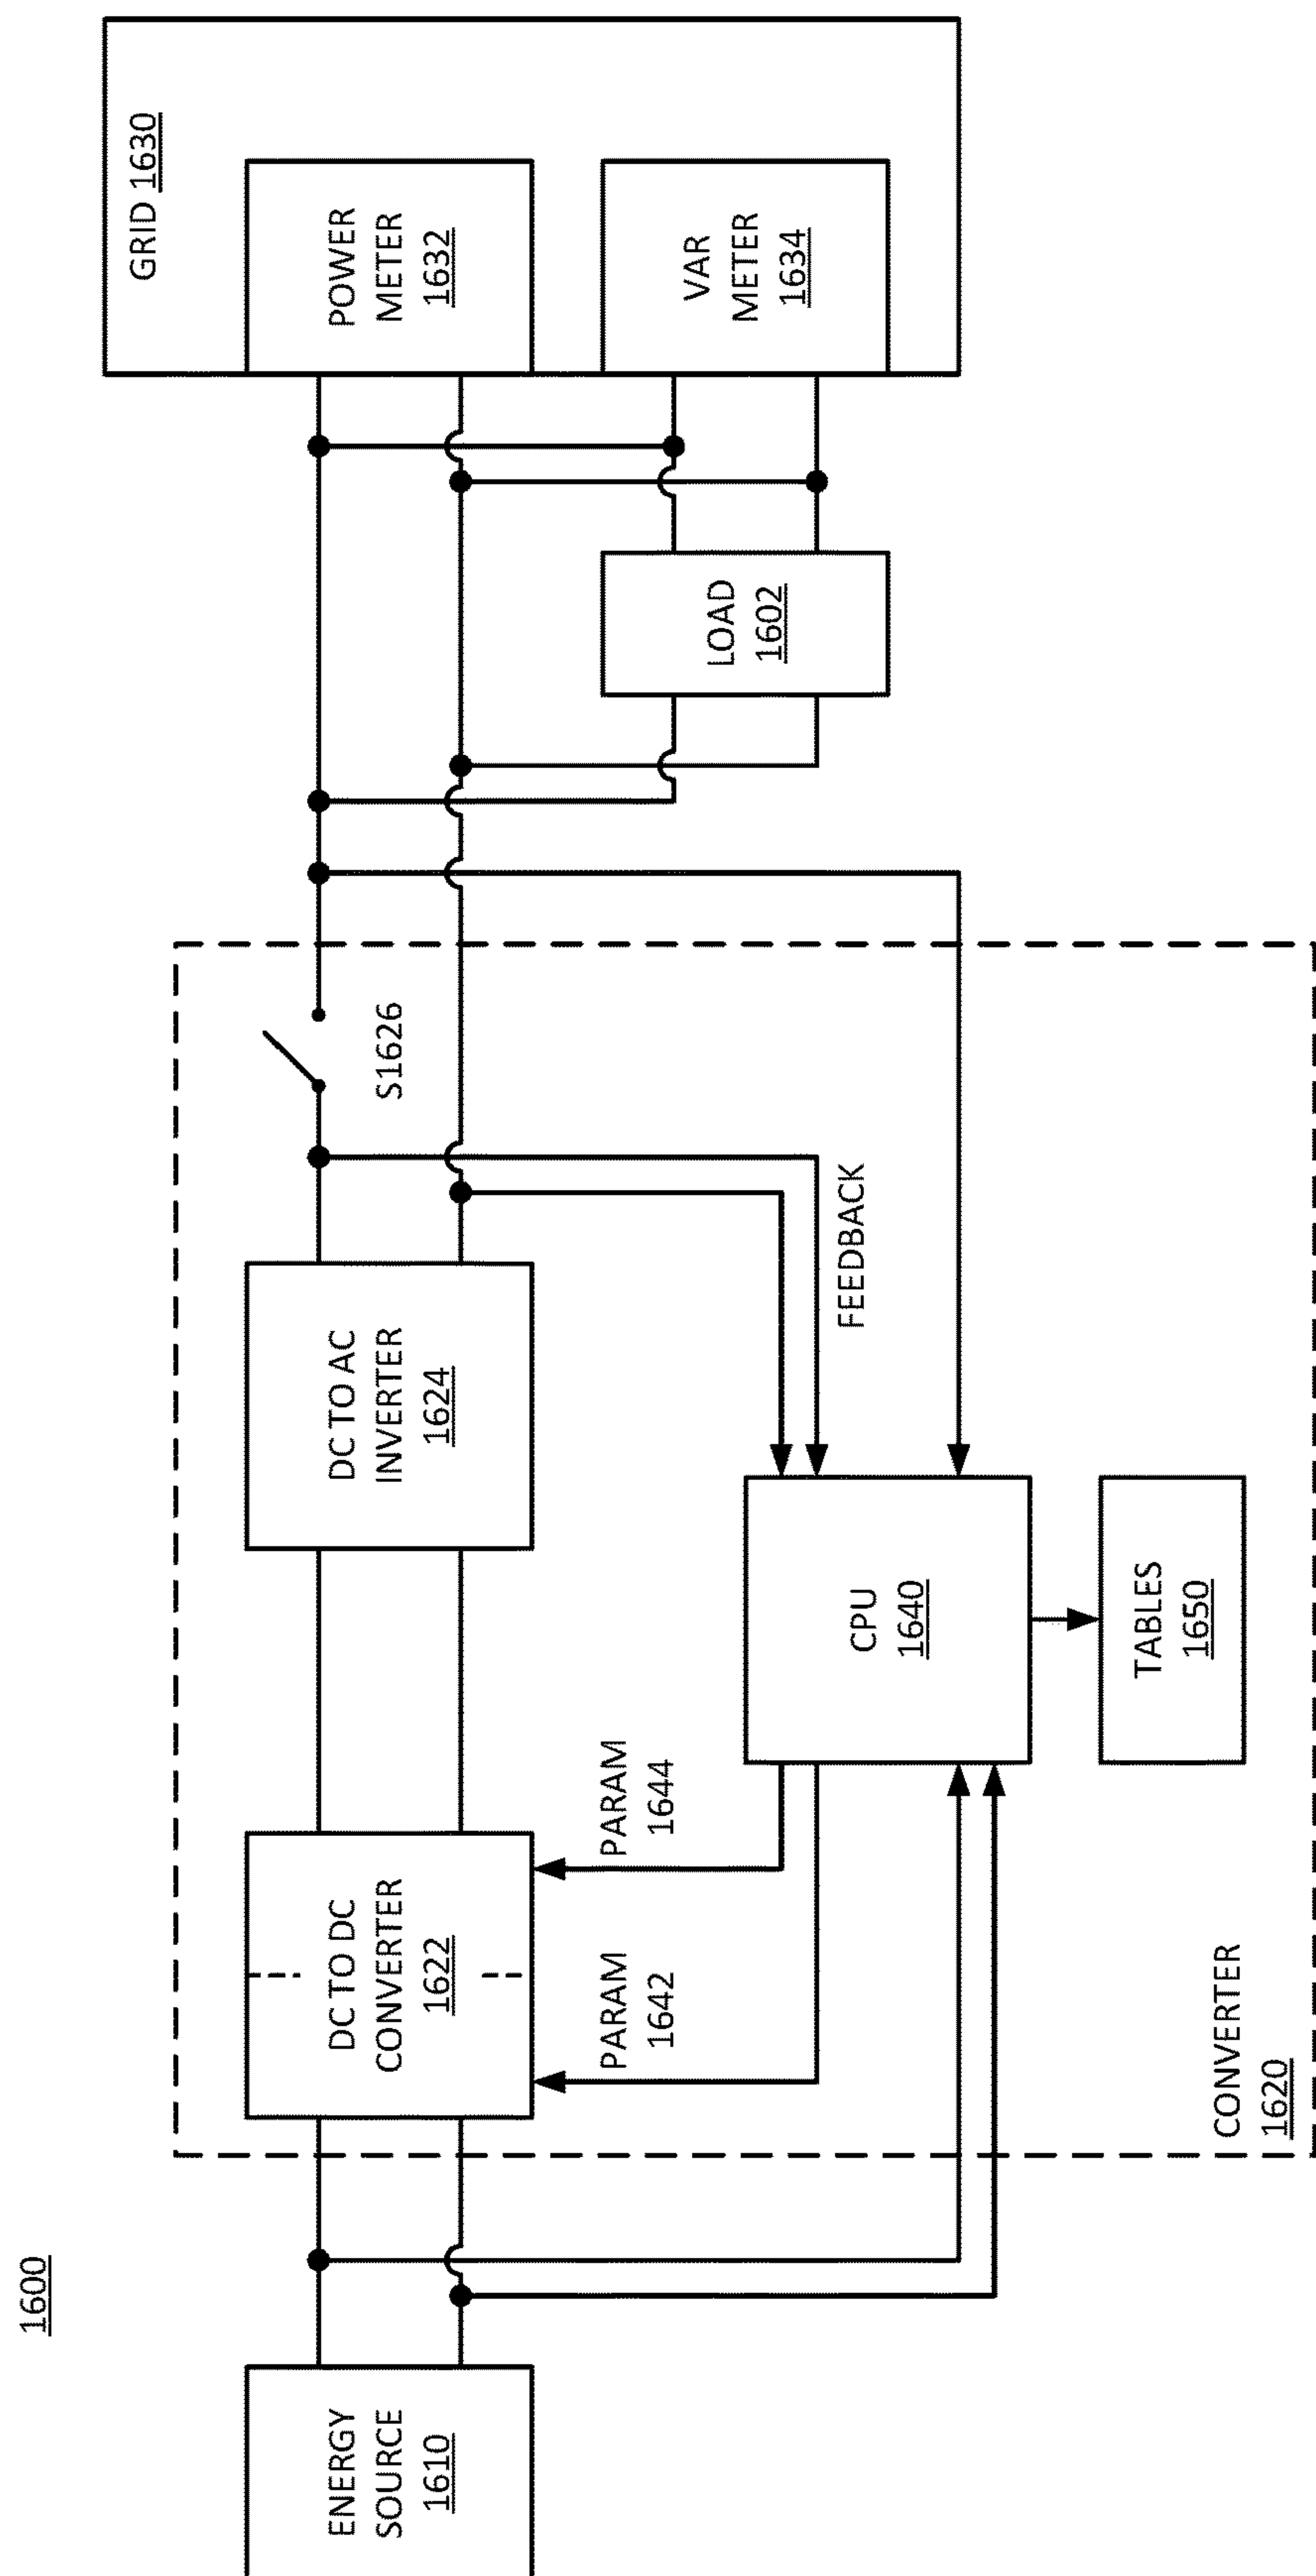 1600
ENERGY
SOURCE
1610
DC TO DC
CONVERTER
1622
DC TO AC
INVERTER
1624
S1626
GRID 1630
POWER
METER
1632
VAR
METER
1634
LOAD
1602
PARAM
1642
PARAM
1644
FEEDBACK
CPU
1640
TABLES
1650
CONVERTER
1620